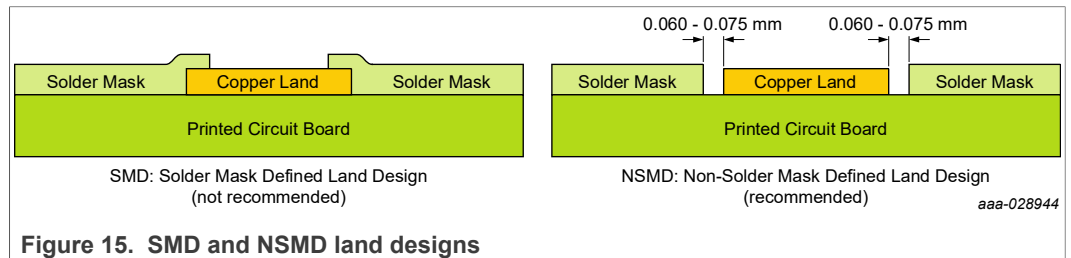 0.060 - 0.075 mm 0.060 - 0.075 mm
Solder Mask Copper Land Solder Mask
Printed Circuit Board
SMD: Solder Mask Defined Land Design
(not recommended)
Solder Mask Copper Land Solder Mask
Printed Circuit Board
NSMD: Non-Solder Mask Defined Land Design
(recommended)
aaa-028944
Figure 15. SMD and NSMD land designs